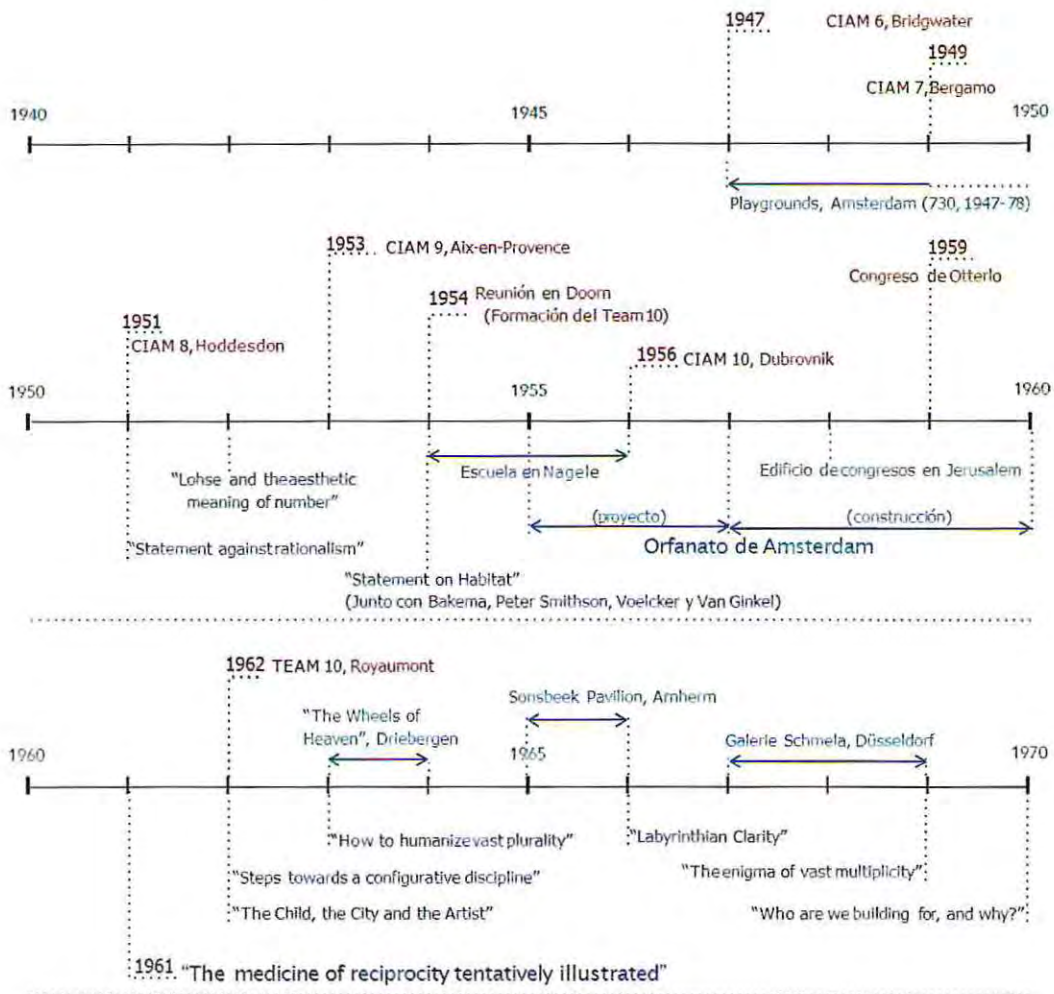 1947 CIAM 6, Bridgwater
1949
CIAM 7, Bergamo
1940 1945 1950
Playgrounds, Amsterdam (730, 1947-78)
1953 CIAM 9, Aix-en-Provence
1959
Congreso de Otterlo
1954 Reunión en Doorn
(Formación del Team 10)
1951
CIAM 8, Hoddesdon
1956 CIAM 10, Dubrovnik
1950 1955 1960
"Lohse and theaesthetic
meaning of number"
Escuela en Nagele
Edificio de congresos en Jerusalem
(proyecto) (construcción)
Orfanato de Amsterdam
"Statement againstrationalism"
"Statement on Habitat"
(Junto con Bakema, Peter Smithson, Voelcker y Van Ginkel)
1962 TEAM 10, Royaumont
"The Wheels of
Heaven", Driebergen
Sonsbeek Pavilion, Arnherm
Galerie Schmela, Düsseldorf
1960 1965 1970
"How to humanize vast plurality"
"Labyrinthian Clarity"
"Steps towards a configurative discipline"
"The enigma of vast multiplicity"
"The Child, the City and the Artist"
"Who are we building for, and why?"
1961 "The medicine of reciprocity tentatively illustrated"